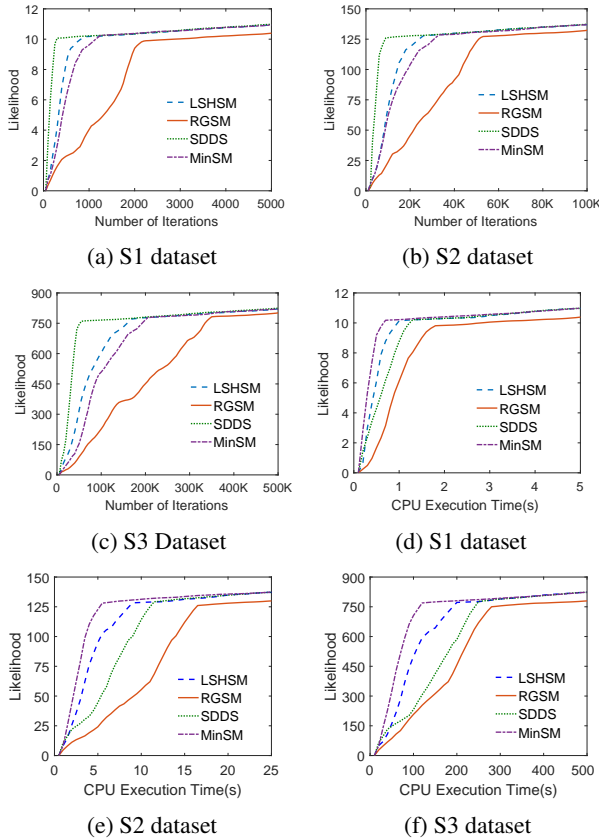 12
10
8
6
4
2
0
Likelihood
LSHSM
RGSM
SDDS
MinSM
0 1000 2000 3000 4000 5000
Number of Iterations
(a) S1 dataset
150
125
100
75
50
25
0
Likelihood
LSHSM
RGSM
SDDS
MinSM
0 20K 40K 60K 80K 100K
Number of Iterations
(b) S2 dataset
900
750
600
450
300
150
0
Likelihood
LSHSM
RGSM
SDDS
MinSM
0 100K 200K 300K 400K 500K
Number of Iterations
(c) S3 Dataset
12
10
8
6
4
2
0
Likelihood
LSHSM
RGSM
SDDS
MinSM
0 1 2 3 4 5
CPU Execution Time(s)
(d) S1 dataset
150
125
100
75
50
25
0
Likelihood
LSHSM
RGSM
SDDS
MinSM
0 5 10 15 20 25
CPU Execution Time(s)
(e) S2 dataset
900
750
600
450
300
150
0
Likelihood
LSHSM
RGSM
SDDS
MinSM
0 100 200 300 400 500
CPU Execution Time(s)
(f) S3 dataset